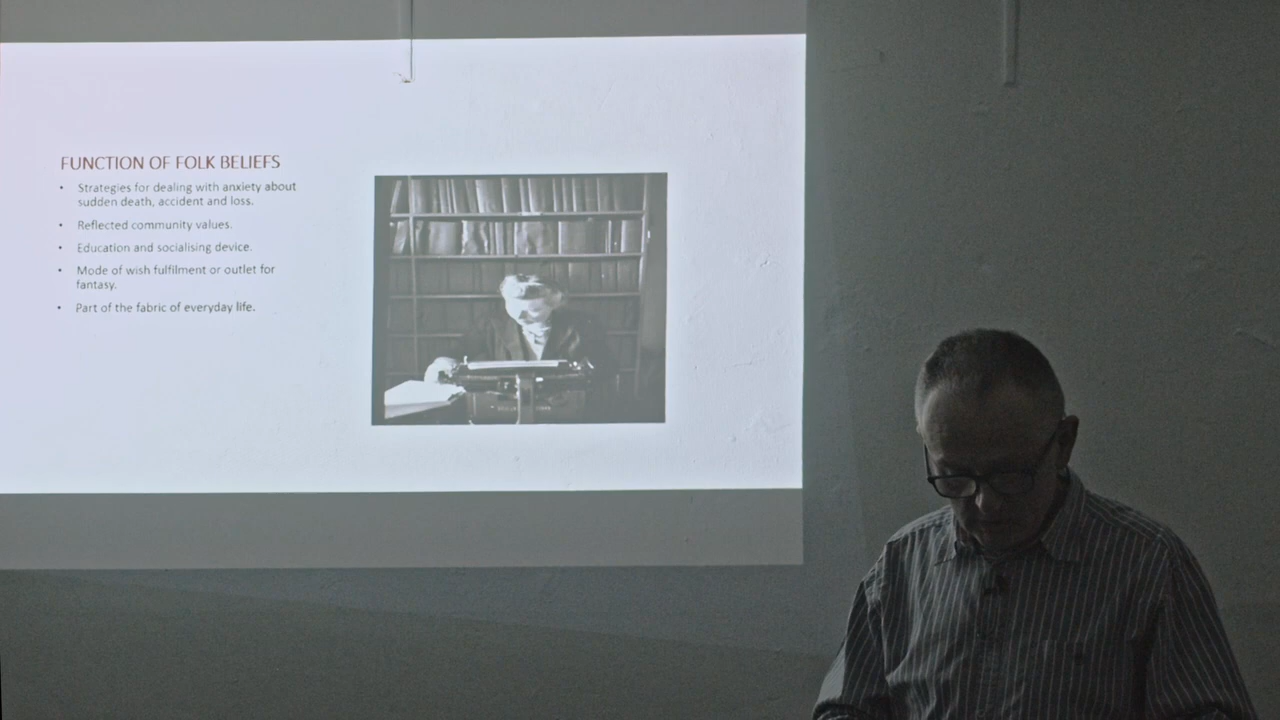 FUNCTION OF FOLK BELIEFS
• Strategies for dealing with anxiety about
sudden death, accident and loss.
• Reflected community values.
• Education and socialising device.
• Mode of wish fulfilment or outlet for
fantasy.
• Part of the fabric of everyday life.